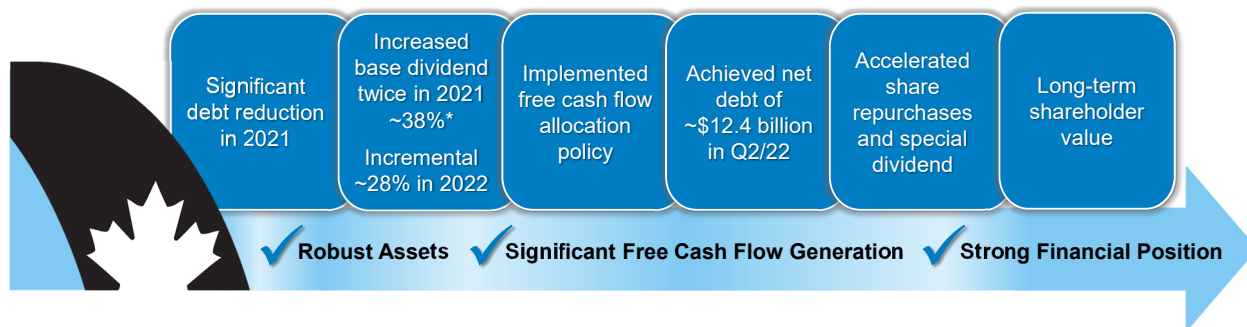 Significant
debt reduction
in 2021
Increased
base dividend
twice in 2021
~38%*
Incremental
~28% in 2022
Implemented
free cash flow
allocation
policy
Achieved net
debt of
~$12.4 billion
in Q2/22
Accelerated
share
repurchases
and special
dividend
Long-term
shareholder
value
Robust Assets
Significant Free Cash Flow Generation
Strong Financial Position